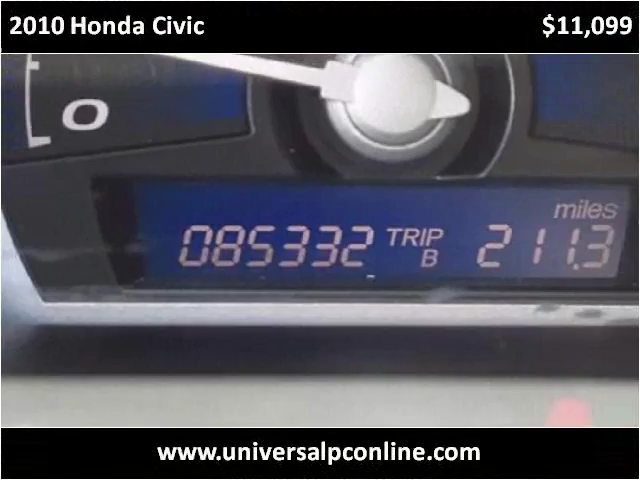 2010 Honda Civic $11,099
0
miles
085332 TRIP B 211.3
www.universalpconline.com